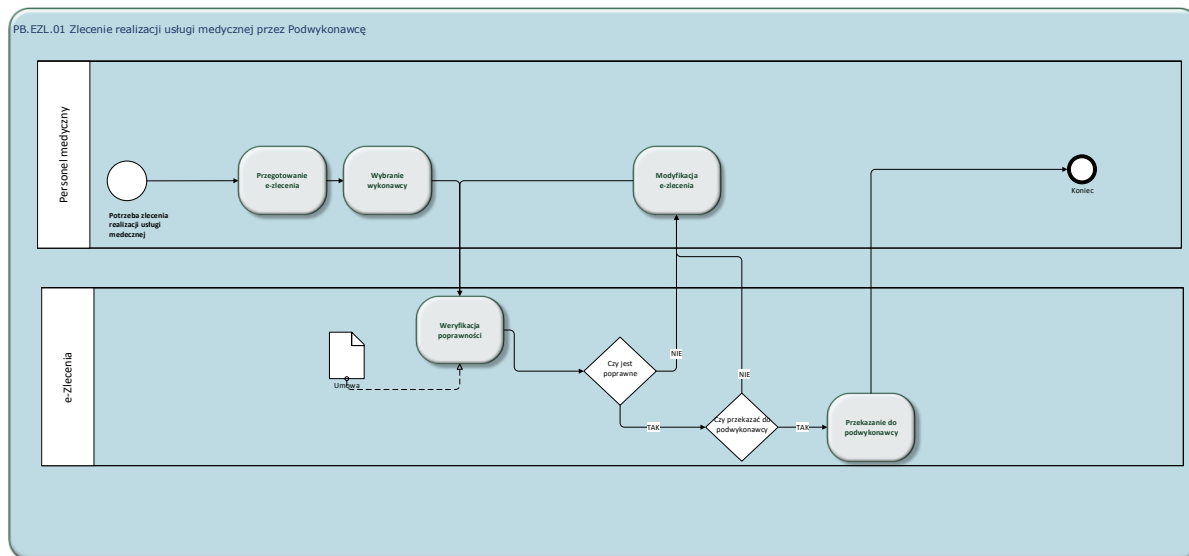 PB.EZL.01 Zlecenie realizacji usługi medycznej przez Podwykonawcę
Personel medyczny
Potrzeba zlecenia
realizacji usługi
medecznej
Przegotowanie
e-zlecenia
Wybranie
wykonawcy
Modyfikacja
e-zlecenia
Koniec
e-Zlecenia
Umowa
Weryfikacja
poprawności
Czy jest
poprawne
NIE
TAK
Czy przekazać do
podwykonawcy
NIE
TAK
Przekazanie do
podwykonawcy